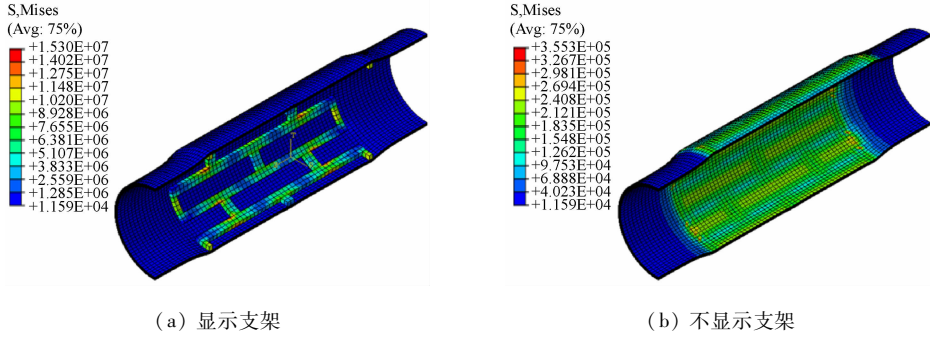 S,Mises
(Avg: 75%)
+1.530E+07
+1.402E+07
+1.275E+07
+1.148E+07
+1.020E+07
+8.928E+06
+7.655E+06
+6.381E+06
+5.107E+06
+3.833E+06
+2.559E+06
+1.285E+06
+1.159E+04
(a)显示支架
S,Mises
(Avg: 75%)
+3.553E+05
+3.267E+05
+2.981E+05
+2.694E+05
+2.408E+05
+2.121E+05
+1.835E+05
+1.548E+05
+1.262E+05
+9.753E+04
+6.888E+04
+4.023E+04
+1.159E+04
(b)不显示支架